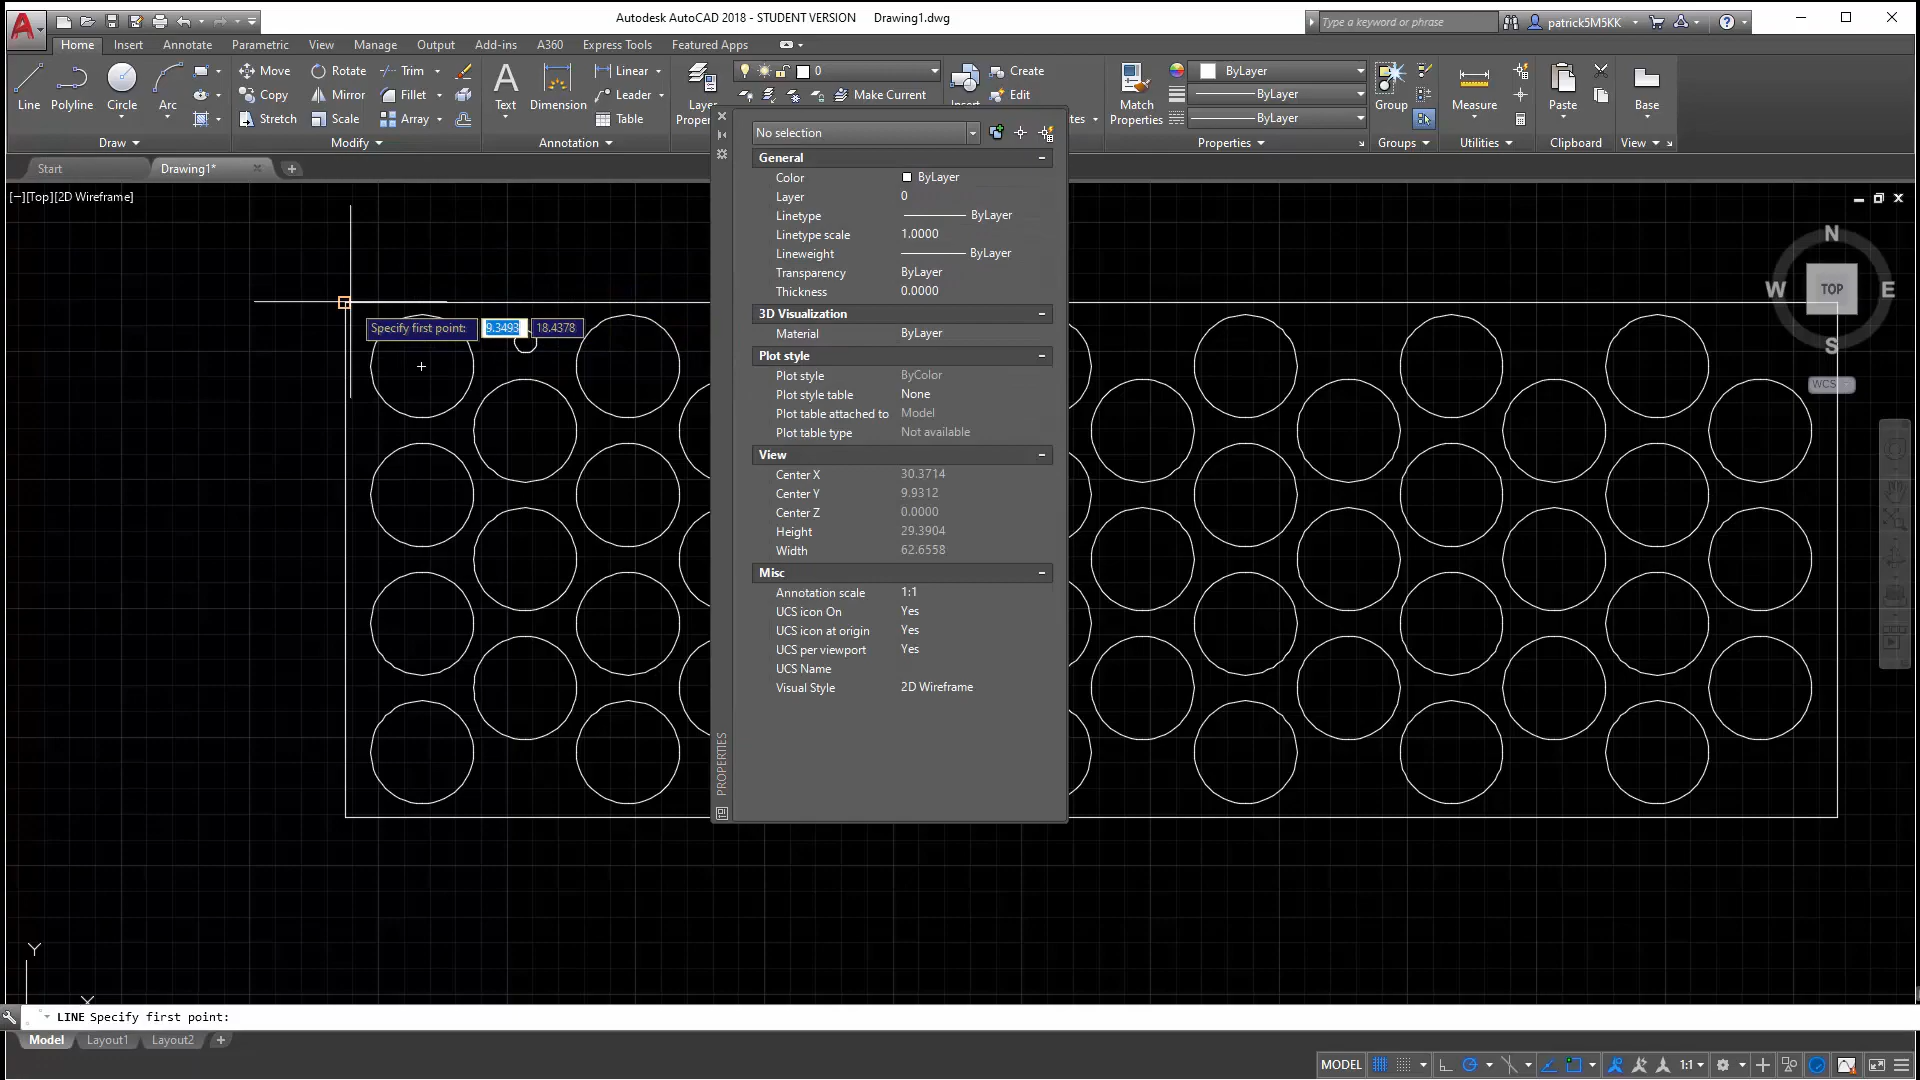 Autodesk AutoCAD 2018 - STUDENT VERSION Drawing1.dwg
Type a keyword or phrase
patrick5M5KK
Home Insert Annotate Parametric View Manage Output Add-ins A360 Express Tools Featured Apps
Line Polyline Circle Arc
Move Rotate Trim
Copy Mirror Fillet
Stretch Scale Array
Text Dimension
Linear
Leader
Table
Layer
0
Make Current
Create
Edit
Match
Properties
ByLayer
ByLayer
ByLayer
Group
Measure
Paste
Base
Draw Modify Annotation Properties Groups Utilities Clipboard View
Start Drawing1*
[−][Top][2D Wireframe]
No selection
General
Color ByLayer
Layer 0
Linetype ByLayer
Linetype scale 1.0000
Lineweight ByLayer
Transparency ByLayer
Thickness 0.0000
3D Visualization
Material ByLayer
Plot style
Plot style ByColor
Plot style table None
Plot table attached to Model
Plot table type Not available
View
Center X 30.3714
Center Y 9.9312
Center Z 0.0000
Height 29.3904
Width 62.6558
Misc
Annotation scale 1:1
UCS icon On Yes
UCS icon at origin Yes
UCS per viewport Yes
UCS Name
Visual Style 2D Wireframe
PROPERTIES
Specify first point: 9.3493 18.4378
N
W TOP E
S
WCS
Y
X
LINE Specify first point:
Model Layout1 Layout2
MODEL 1:1